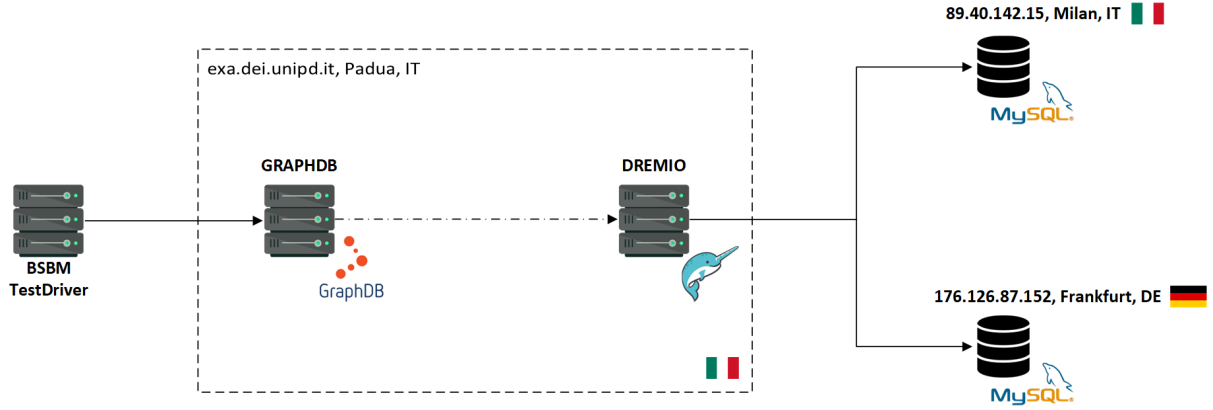 89.40.142.15, Milan, IT
exa.dei.unipd.it, Padua, IT
MySQL®
GRAPHDB
DREMIO
BSBM
TestDriver
GraphDB
176.126.87.152, Frankfurt, DE
MySQL®